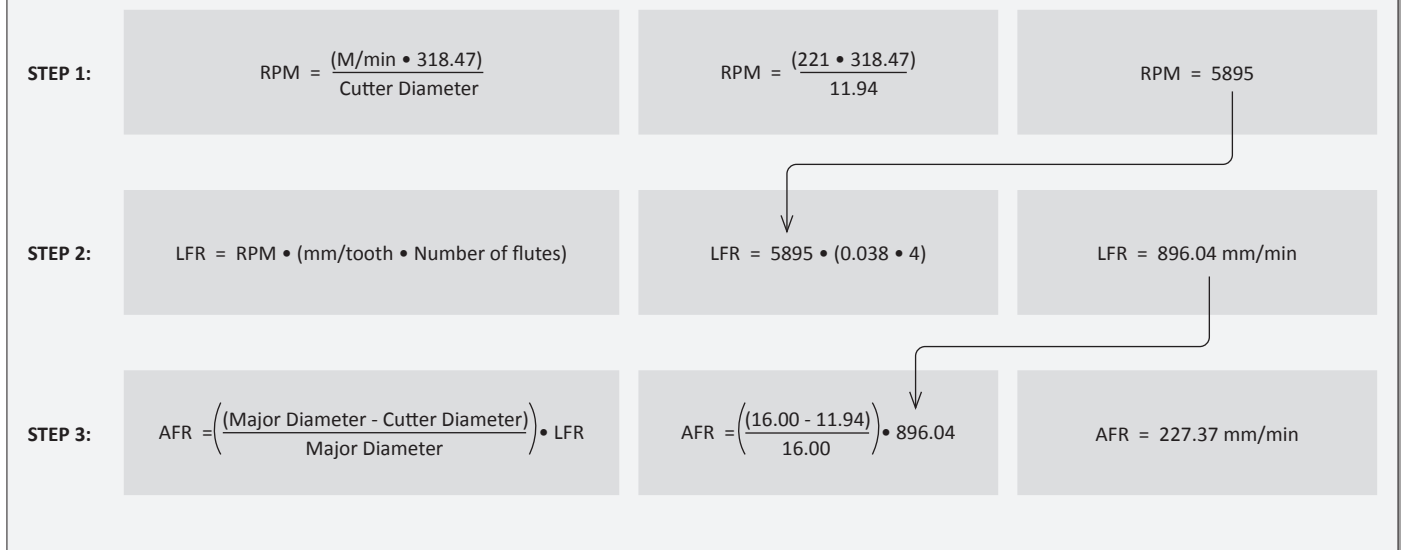 STEP 1:
RPM = (M/min • 318.47)
Cutter Diameter
RPM = (221 • 318.47)
11.94
RPM = 5895
STEP 2:
LFR = RPM • (mm/tooth • Number of flutes)
LFR = 5895 • (0.038 • 4)
LFR = 896.04 mm/min
STEP 3:
AFR =((Major Diameter - Cutter Diameter)
Major Diameter)• LFR
AFR =((16.00 - 11.94)
16.00)• 896.04
AFR = 227.37 mm/min